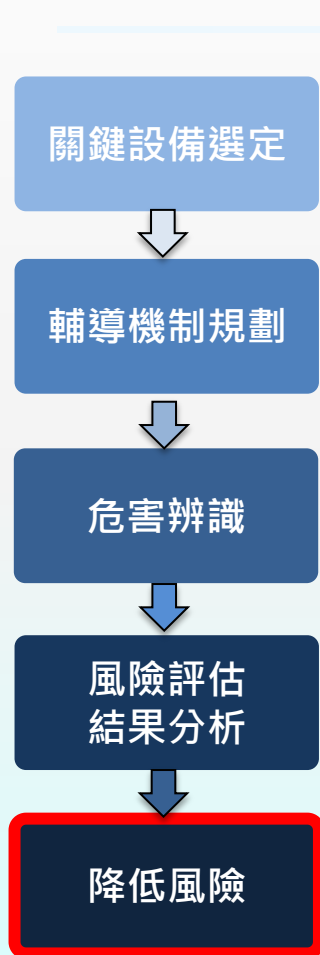 關鍵設備選定
輔導機制規劃
危害辨識
風險評估
結果分析
降低風險